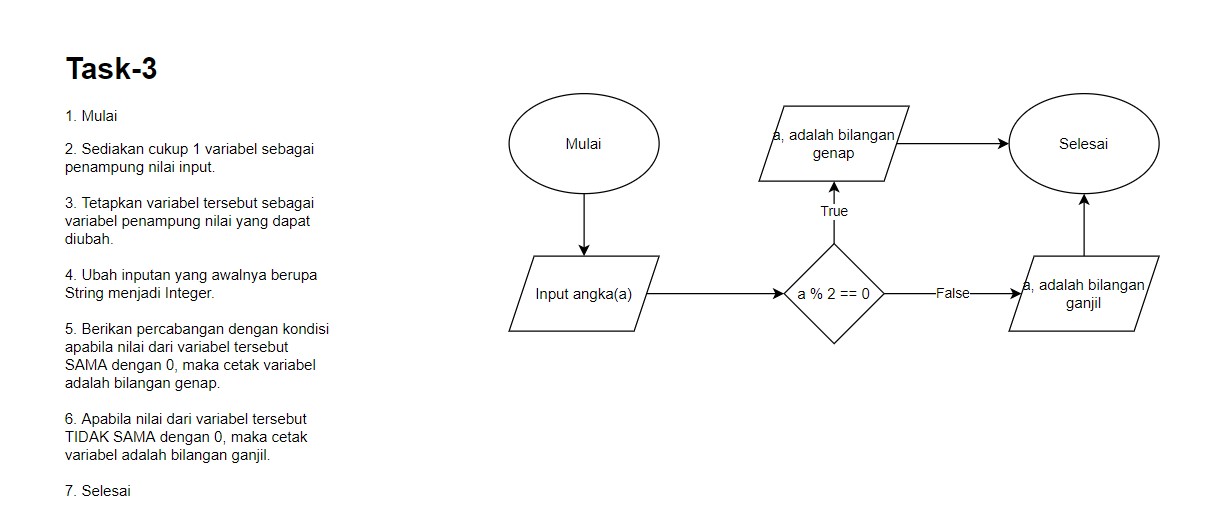 Task-3
1. Mulai
2. Sediakan cukup 1 variabel sebagai
penampung nilai input.
3. Tetapkan variabel tersebut sebagai
variabel penampung nilai yang dapat
diubah.
4. Ubah inputan yang awalnya berupa
String menjadi Integer.
5. Berikan percabangan dengan kondisi
apabila nilai dari variabel tersebut
SAMA dengan 0, maka cetak variabel
adalah bilangan genap.
6. Apabila nilai dari variabel tersebut
TIDAK SAMA dengan 0, maka cetak
variabel adalah bilangan ganjil.
7. Selesai
Mulai
Input angka(a)
a % 2 == 0
True
a, adalah bilangan
genap
False
a, adalah bilangan
ganjil
Selesai